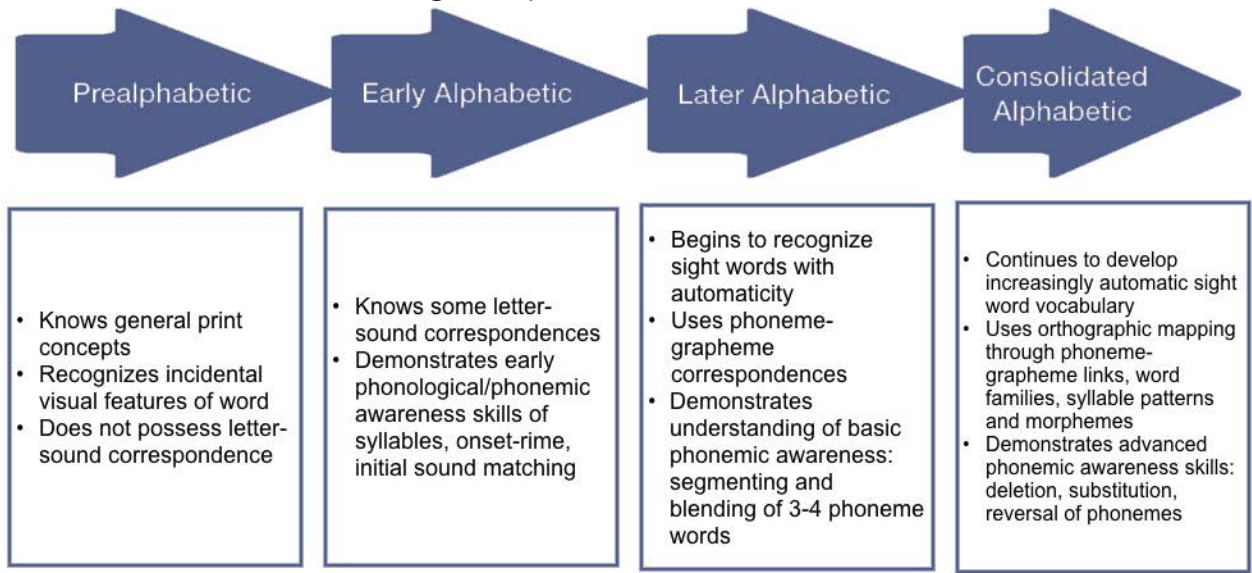 Prealphabetic
Early Alphabetic
Later Alphabetic
Consolidated
Alphabetic
• Knows general print
concepts
• Recognizes incidental
visual features of word
• Does not possess letter-
sound correspondence
• Knows some letter-
sound correspondences
• Demonstrates early
phonological/phonemic
awareness skills of
syllables, onset-rime,
initial sound matching
• Begins to recognize
sight words with
automaticity
• Uses phoneme-
grapheme
correspondences
• Demonstrates
understanding of basic
phonemic awareness:
segmenting and
blending of 3-4 phoneme
words
• Continues to develop
increasingly automatic sight
word vocabulary
• Uses orthographic mapping
through phoneme-
grapheme links, word
families, syllable patterns
and morphemes
• Demonstrates advanced
phonemic awareness skills:
deletion, substitution,
reversal of phonemes